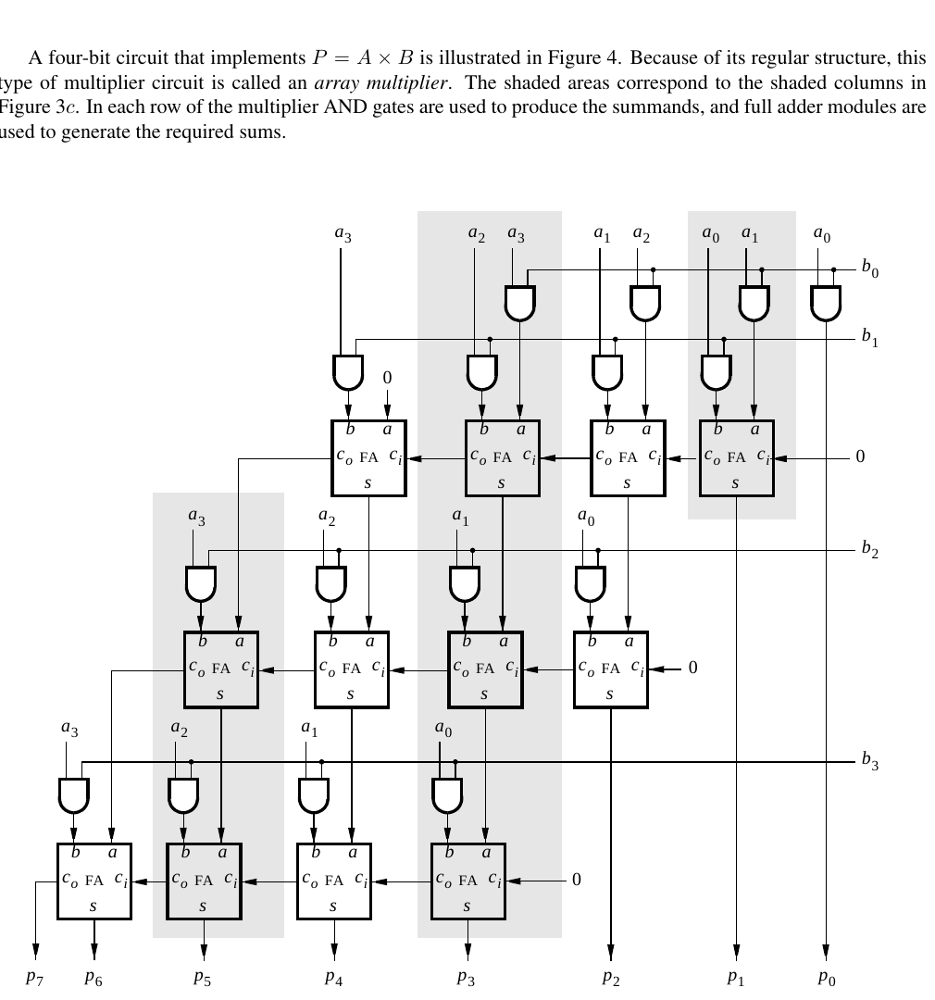 A four-bit circuit that implements P = A × B is illustrated in Figure 4. Because of its regular structure, this
type of multiplier circuit is called an array multiplier. The shaded areas correspond to the shaded columns in
Figure 3c. In each row of the multiplier AND gates are used to produce the summands, and full adder modules are
used to generate the required sums.
a3 a2 a3 a1 a2 a0 a1 a0
b0
b1
0
b a b a b a b a
co FA ci co FA ci co FA ci co FA ci 0
s s s s
a3 a2 a1 a0
b2
b a b a b a b a
co FA ci co FA ci co FA ci co FA ci 0
s s s s
a3 a2 a1 a0
b3
b a b a b a b a
co FA ci co FA ci co FA ci co FA ci 0
s s s s
p7 p6 p5 p4 p3 p2 p1 p0